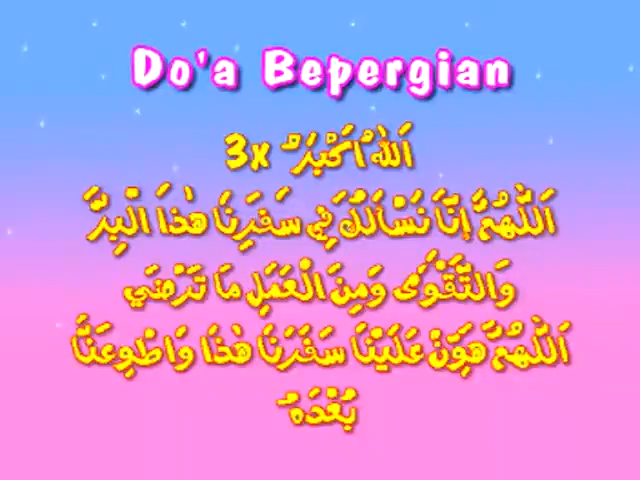 Do'a Bepergian
اَللهُ اَكْبَرُ 3x
اَللّٰهُمَّ إِنَّا نَسْأَلُكَ فِي سَفَرِنَا هٰذَا الْبِرَّ
وَالتَّقْوَى وَمِنَ الْعَمَلِ مَا تَرْضَى
اَللّٰهُمَّ هَوِّنْ عَلَيْنَا سَفَرَنَا هٰذَا وَاطْوِعَنَّا
بُعْدَهُ